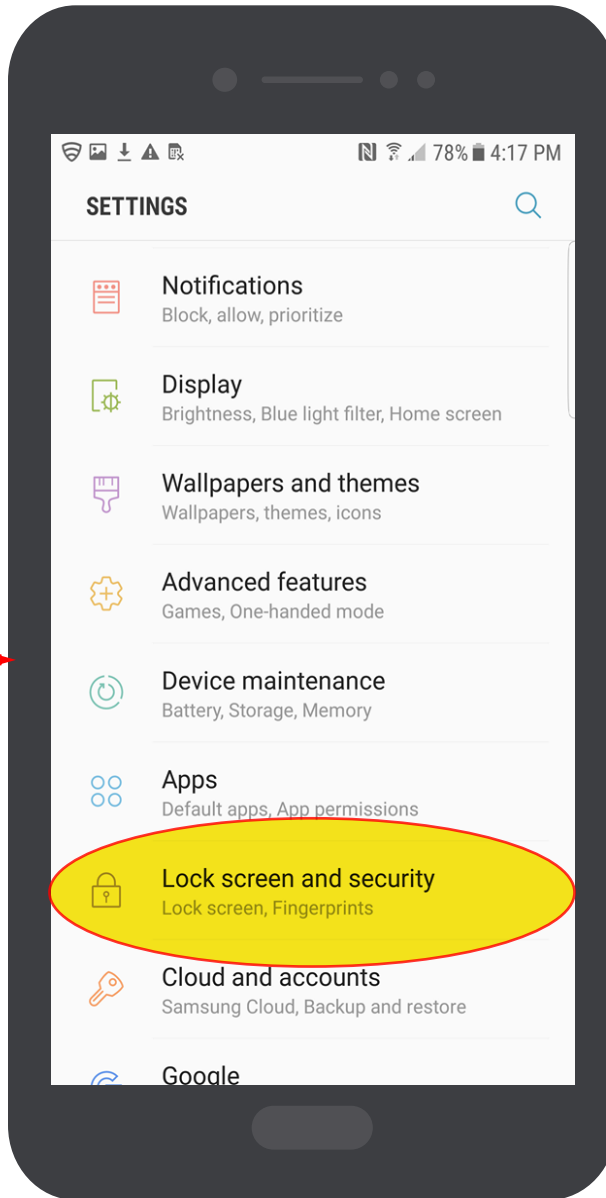 78% 4:17 PM
SETTINGS
Notifications
Block, allow, prioritize
Display
Brightness, Blue light filter, Home screen
Wallpapers and themes
Wallpapers, themes, icons
Advanced features
Games, One-handed mode
Device maintenance
Battery, Storage, Memory
Apps
Default apps, App permissions
Lock screen and security
Lock screen, Fingerprints
Cloud and accounts
Samsung Cloud, Backup and restore
Google